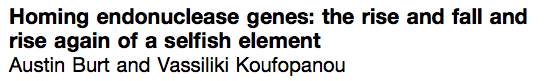 Homing endonuclease genes: the rise and fall and
rise again of a selfish element
Austin Burt and Vassiliki Koufopanou